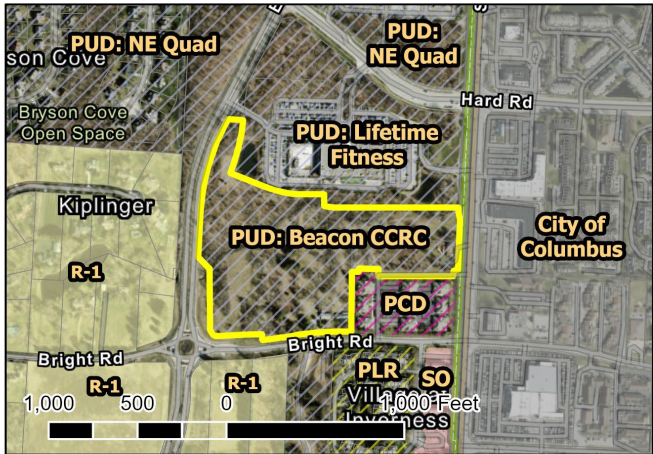 PUD: NE Quad
PUD:
NE Quad
son Cove
Hard Rd
Bryson Cove
Open Space
PUD: Lifetime
Fitness
Kiplinger
PUD: Beacon CCRC
City of
Columbus
R-1
PCD
Bright Rd
Bright Rd
R-1
R-1
PLR
SO
1,000
500
0
1,000 Feet
Inverness